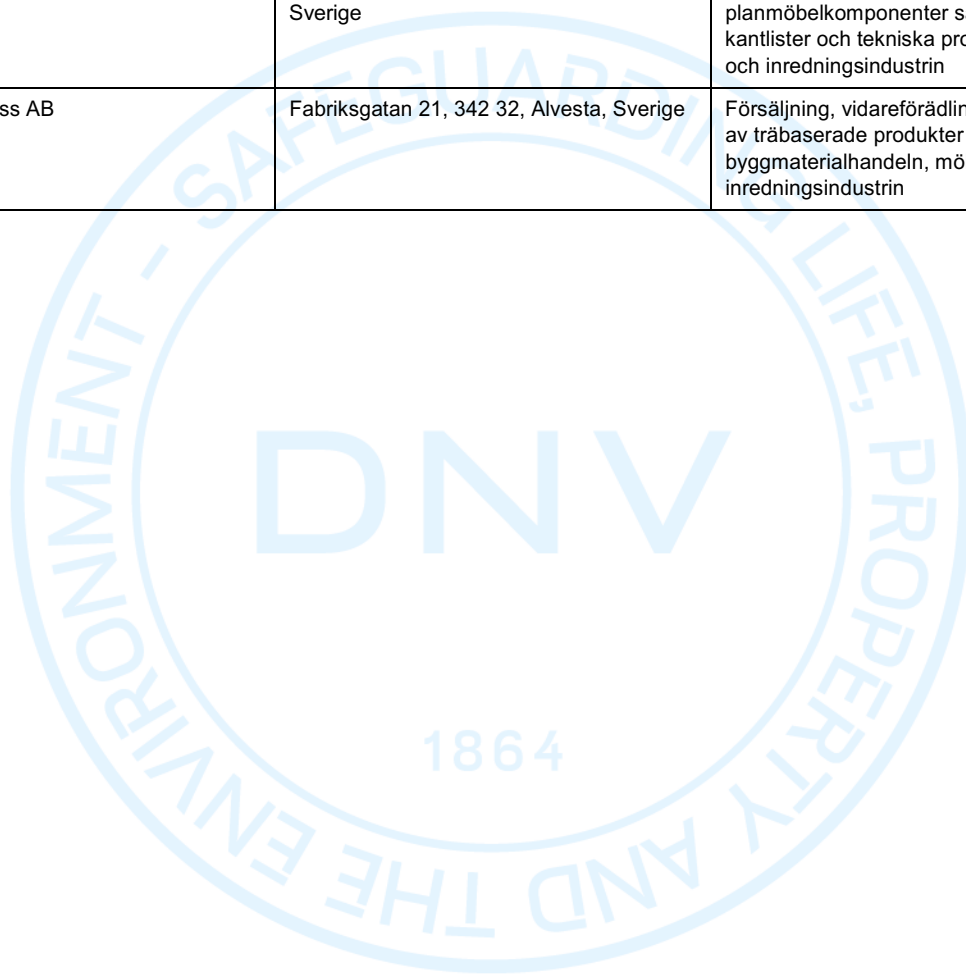 Sverige
planmöbelkomponenter s
kantlister och tekniska pro
och inredningsindustrin
ss AB
Fabriksgatan 21, 342 32, Alvesta, Sverige
Försäljning, vidareförädlin
av träbaserade produkter
byggmaterialhandeln, mö
inredningsindustrin
SAFEGUARDING LIFE, PROPERTY AND THE ENVIRONMENT -
DNV
1864